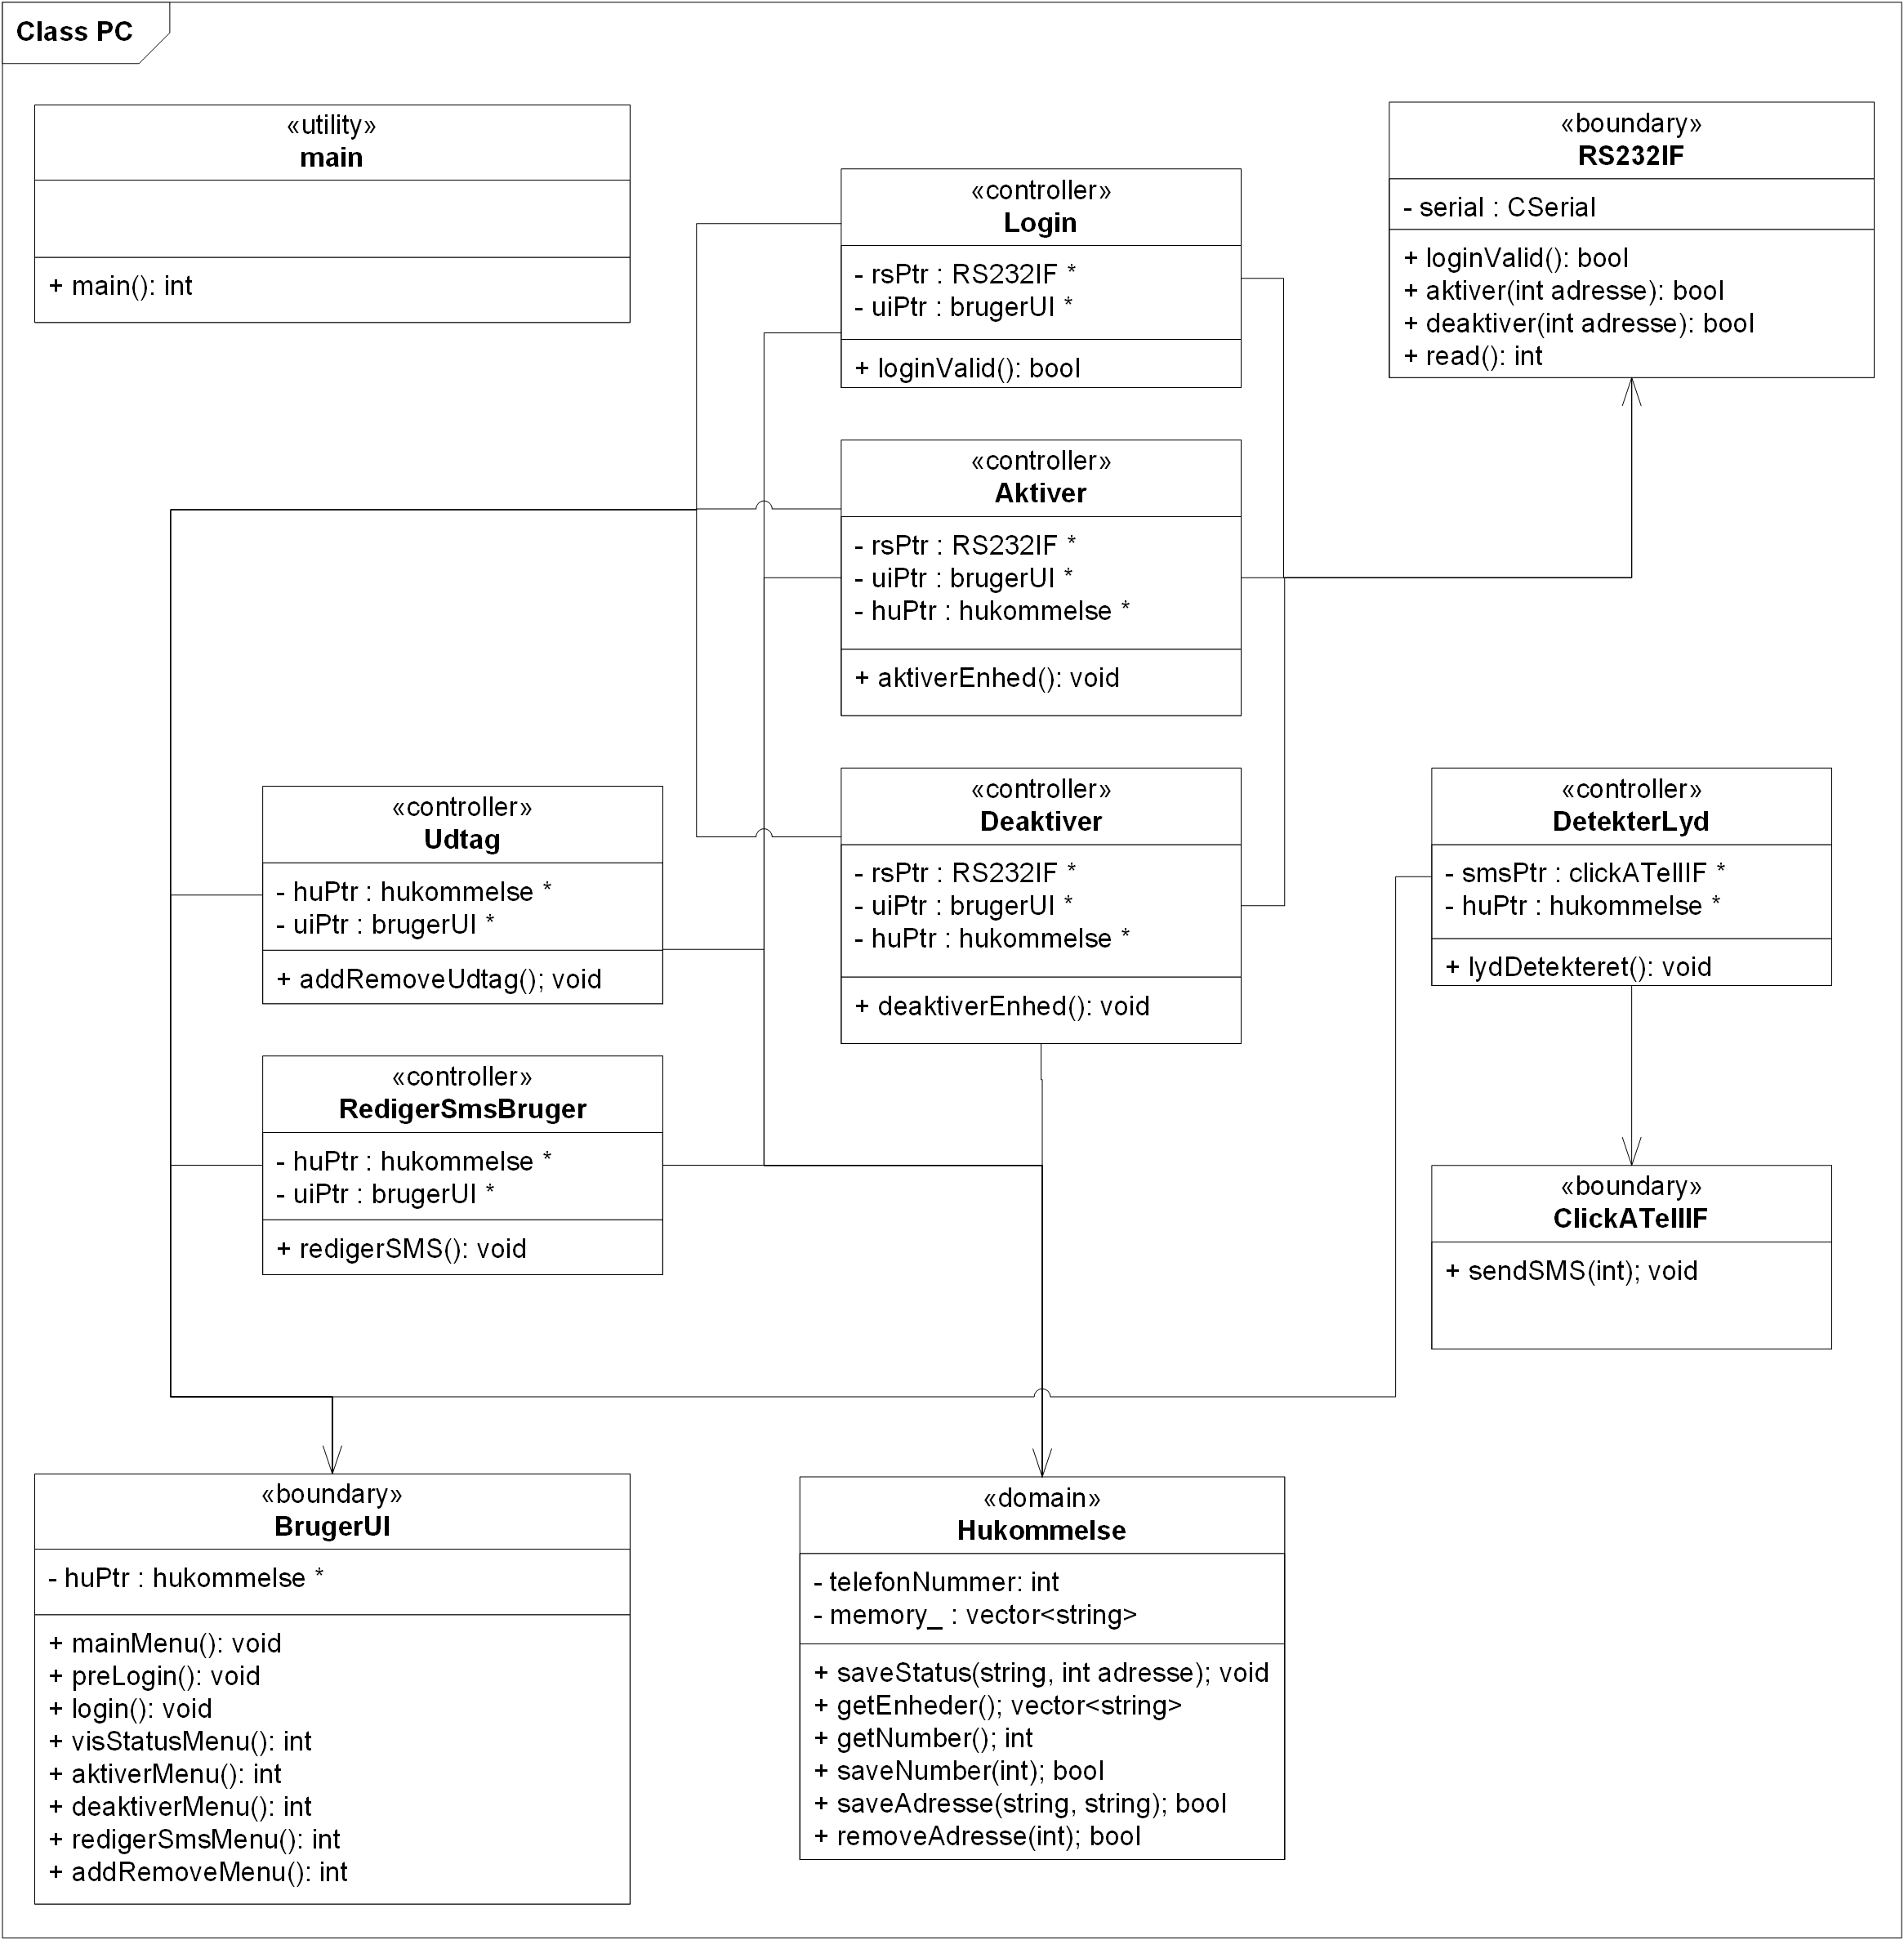 Class PC
«utility»
main
+ main(): int
«controller»
Login
- rsPtr : RS232IF *
- uiPtr : brugerUI *
+ loginValid(): bool
«boundary»
RS232IF
- serial : CSerial
+ loginValid(): bool
+ aktiver(int adresse): bool
+ deaktiver(int adresse): bool
+ read(): int
«controller»
Aktiver
- rsPtr : RS232IF *
- uiPtr : brugerUI *
- huPtr : hukommelse *
+ aktiverEnhed(): void
«controller»
Udtag
- huPtr : hukommelse *
- uiPtr : brugerUI *
+ addRemoveUdtag(); void
«controller»
Deaktiver
- rsPtr : RS232IF *
- uiPtr : brugerUI *
- huPtr : hukommelse *
+ deaktiverEnhed(): void
«controller»
DetekterLyd
- smsPtr : clickATellIF *
- huPtr : hukommelse *
+ lydDetekteret(): void
«controller»
RedigerSmsBruger
- huPtr : hukommelse *
- uiPtr : brugerUI *
+ redigerSMS(): void
«boundary»
ClickATellIF
+ sendSMS(int); void
«boundary»
BrugerUI
- huPtr : hukommelse *
+ mainMenu(): void
+ preLogin(): void
+ login(): void
+ visStatusMenu(): int
+ aktiverMenu(): int
+ deaktiverMenu(): int
+ redigerSmsMenu(): int
+ addRemoveMenu(): int
«domain»
Hukommelse
- telefonNummer: int
- memory_ : vector<string>
+ saveStatus(string, int adresse); void
+ getEnheder(); vector<string>
+ getNumber(); int
+ saveNumber(int); bool
+ saveAdresse(string, string); bool
+ removeAdresse(int); bool